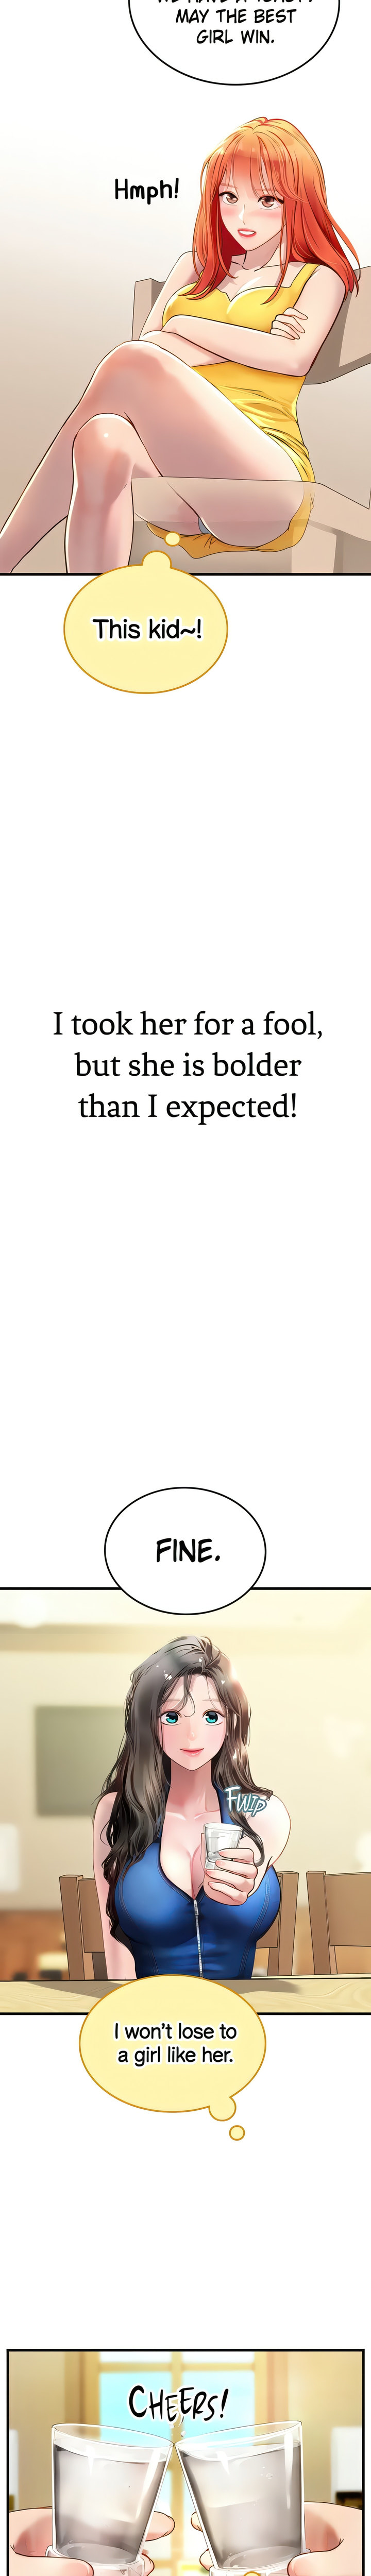 MAY THE BEST
GIRL WIN.
Hmph!
This kid~!
I took her for a fool,
but she is bolder
than I expected!
FINE.
FWIP
I won't lose to
a girl like her.
CHEERS!